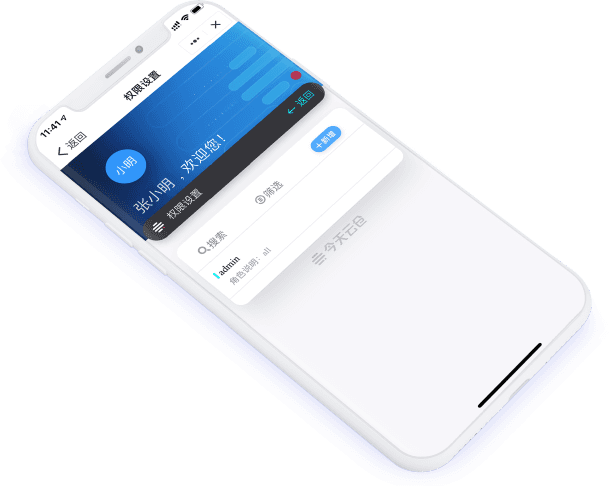 11:41
权限设置
返回
小明
张小明，欢迎您！
权限设置
返回
搜索
筛选
+新增
admin
角色说明：all
今天云仓